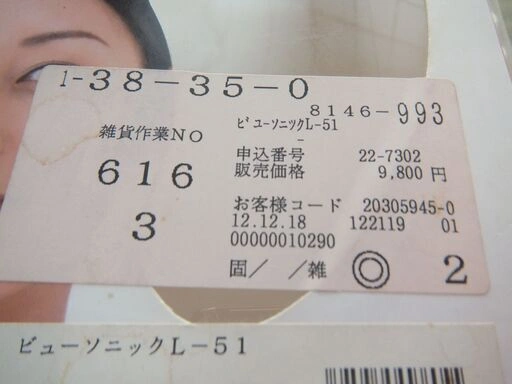 1-38-35-0
8146-993
雑貨作業NO
ビューソニックL-51
616
申込番号 22-7302
販売価格 9,800 円
3
お客様コード 20305945-0
12.12.18 122119 01
00000010290
固／ ／雑 ◎ 2
ビューソニックL-51